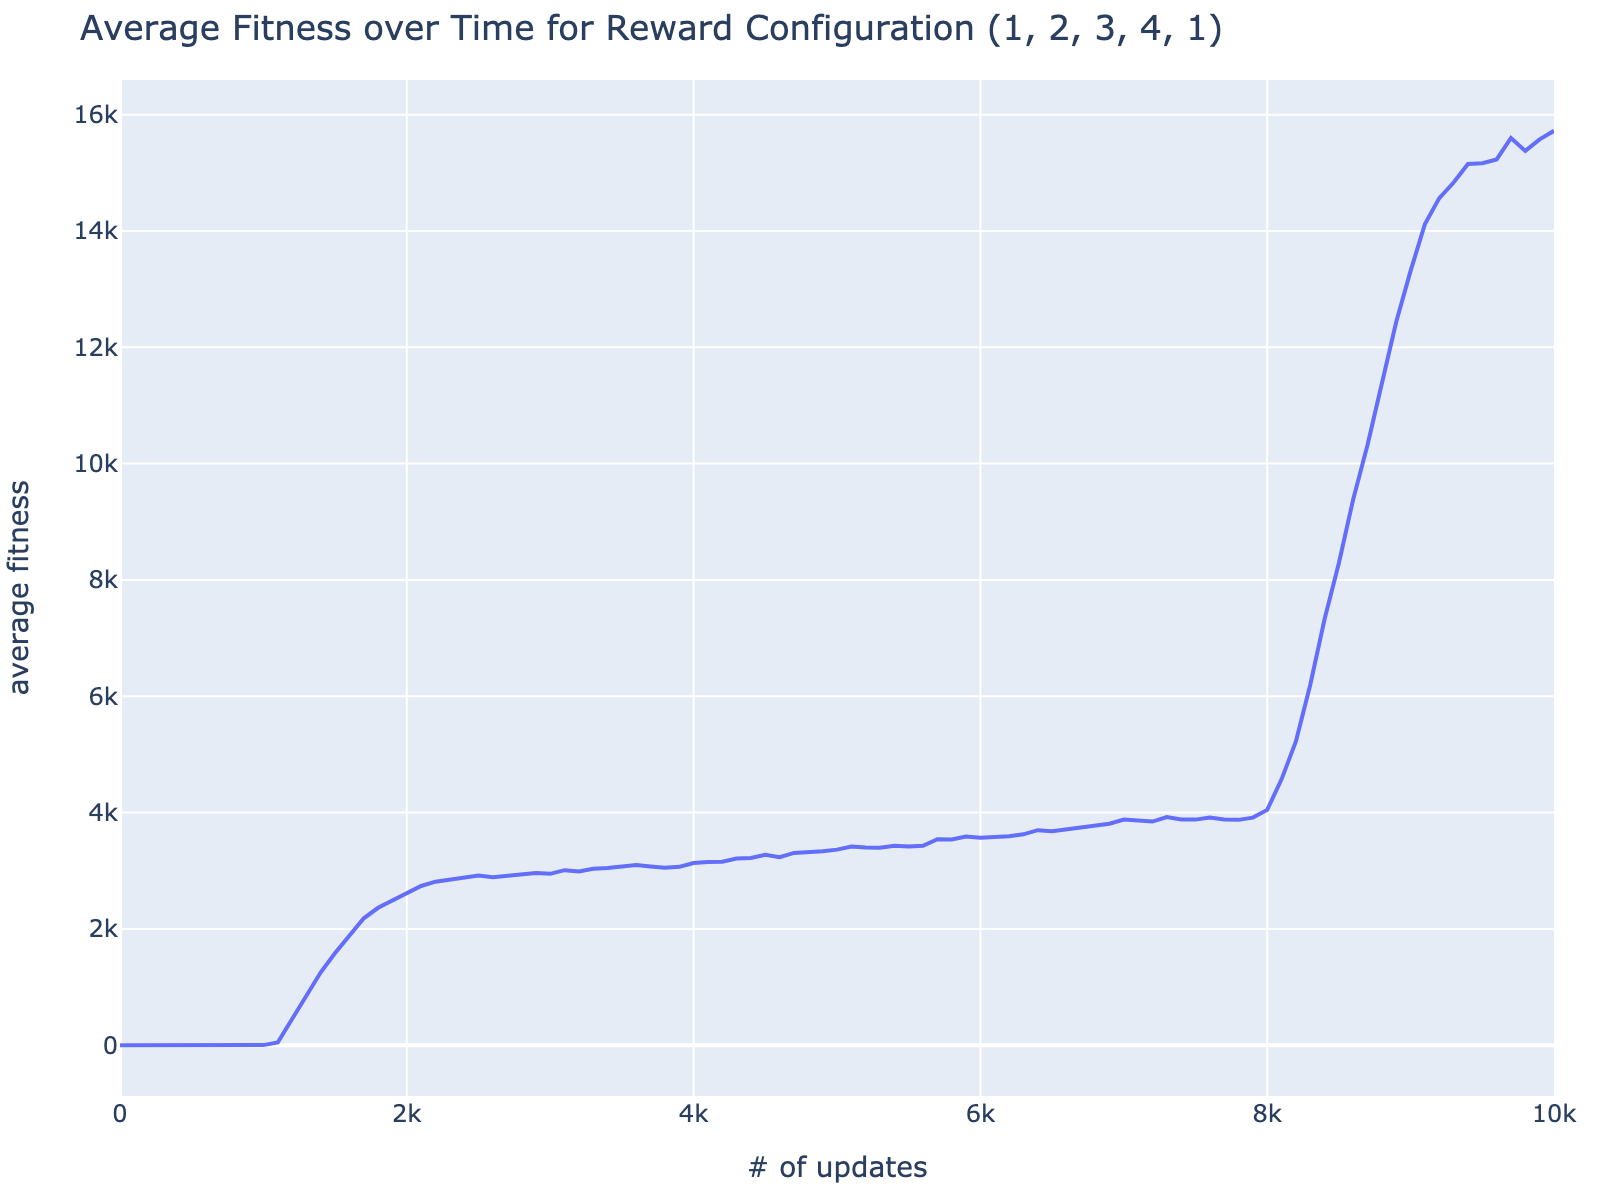 Average Fitness over Time for Reward Configuration (1, 2, 3, 4, 1)
16k
14k
12k
10k
8k
6k
4k
2k
0
average fitness
0 2k 4k 6k 8k 10k
# of updates